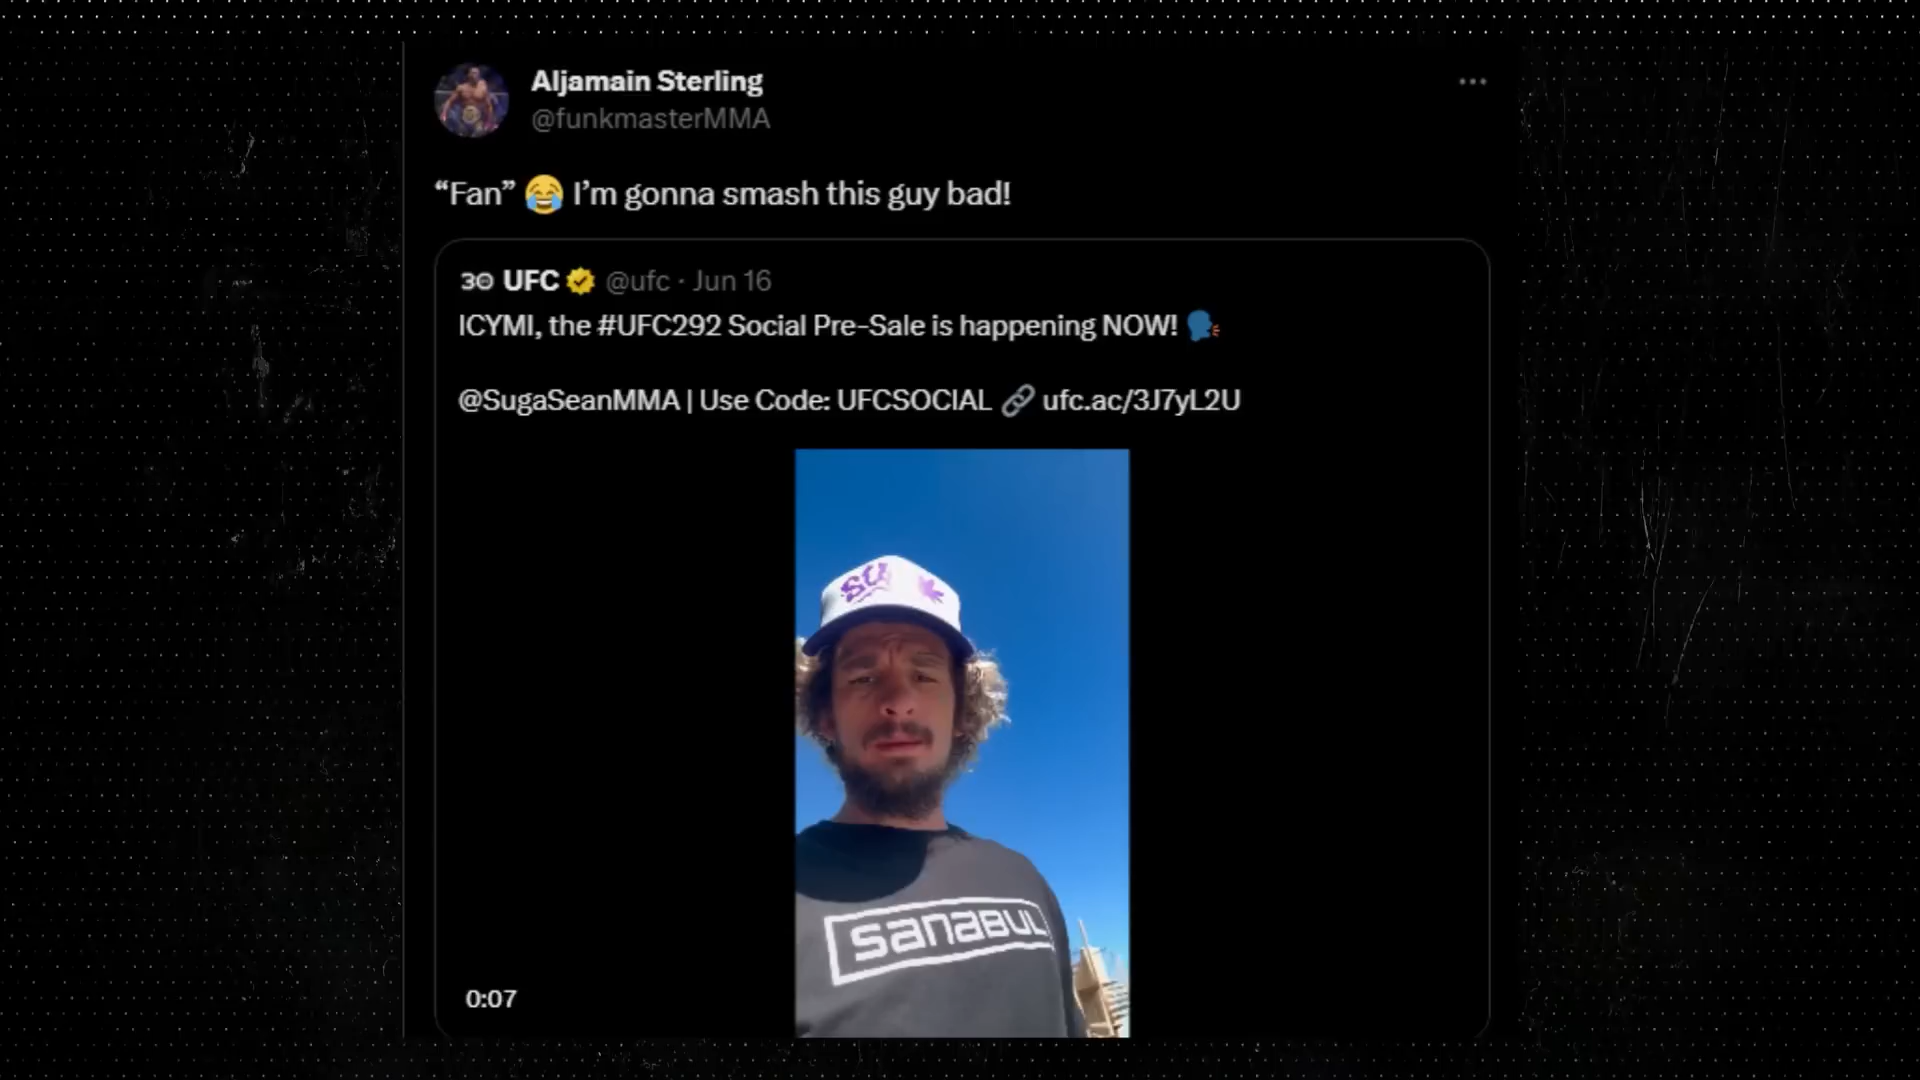 Aljamain Sterling
@funkmasterMMA
“Fan” 😂 I’m gonna smash this guy bad!
30 UFC @ufc · Jun 16
ICYMI, the #UFC292 Social Pre-Sale is happening NOW! 🗣️
@SugaSeanMMA | Use Code: UFCSOCIAL 🔗 ufc.ac/3J7yL2U
SU
SANABUL
0:07